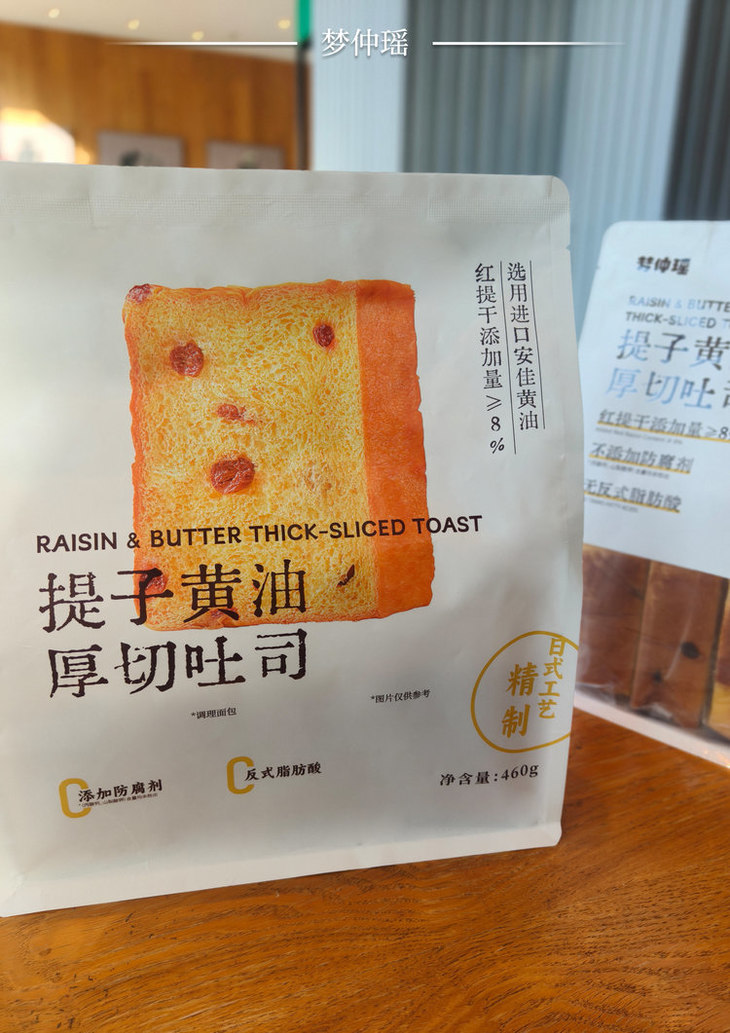 梦仲瑶
选用进口安佳黄油
红提干添加量≥8%
RAISIN & BUTTER THICK-SLICED TOAST
提子黄油
厚切吐司
*调理面包
*图片仅供参考
日式工艺
精制
0添加防腐剂
0反式脂肪酸
净含量:460g
梦仲瑶
RAISIN & BUTTE
THICK-SLICED T
提子黄
厚切吐司
红提干添加量≥8
不添加防腐剂
无反式脂肪酸